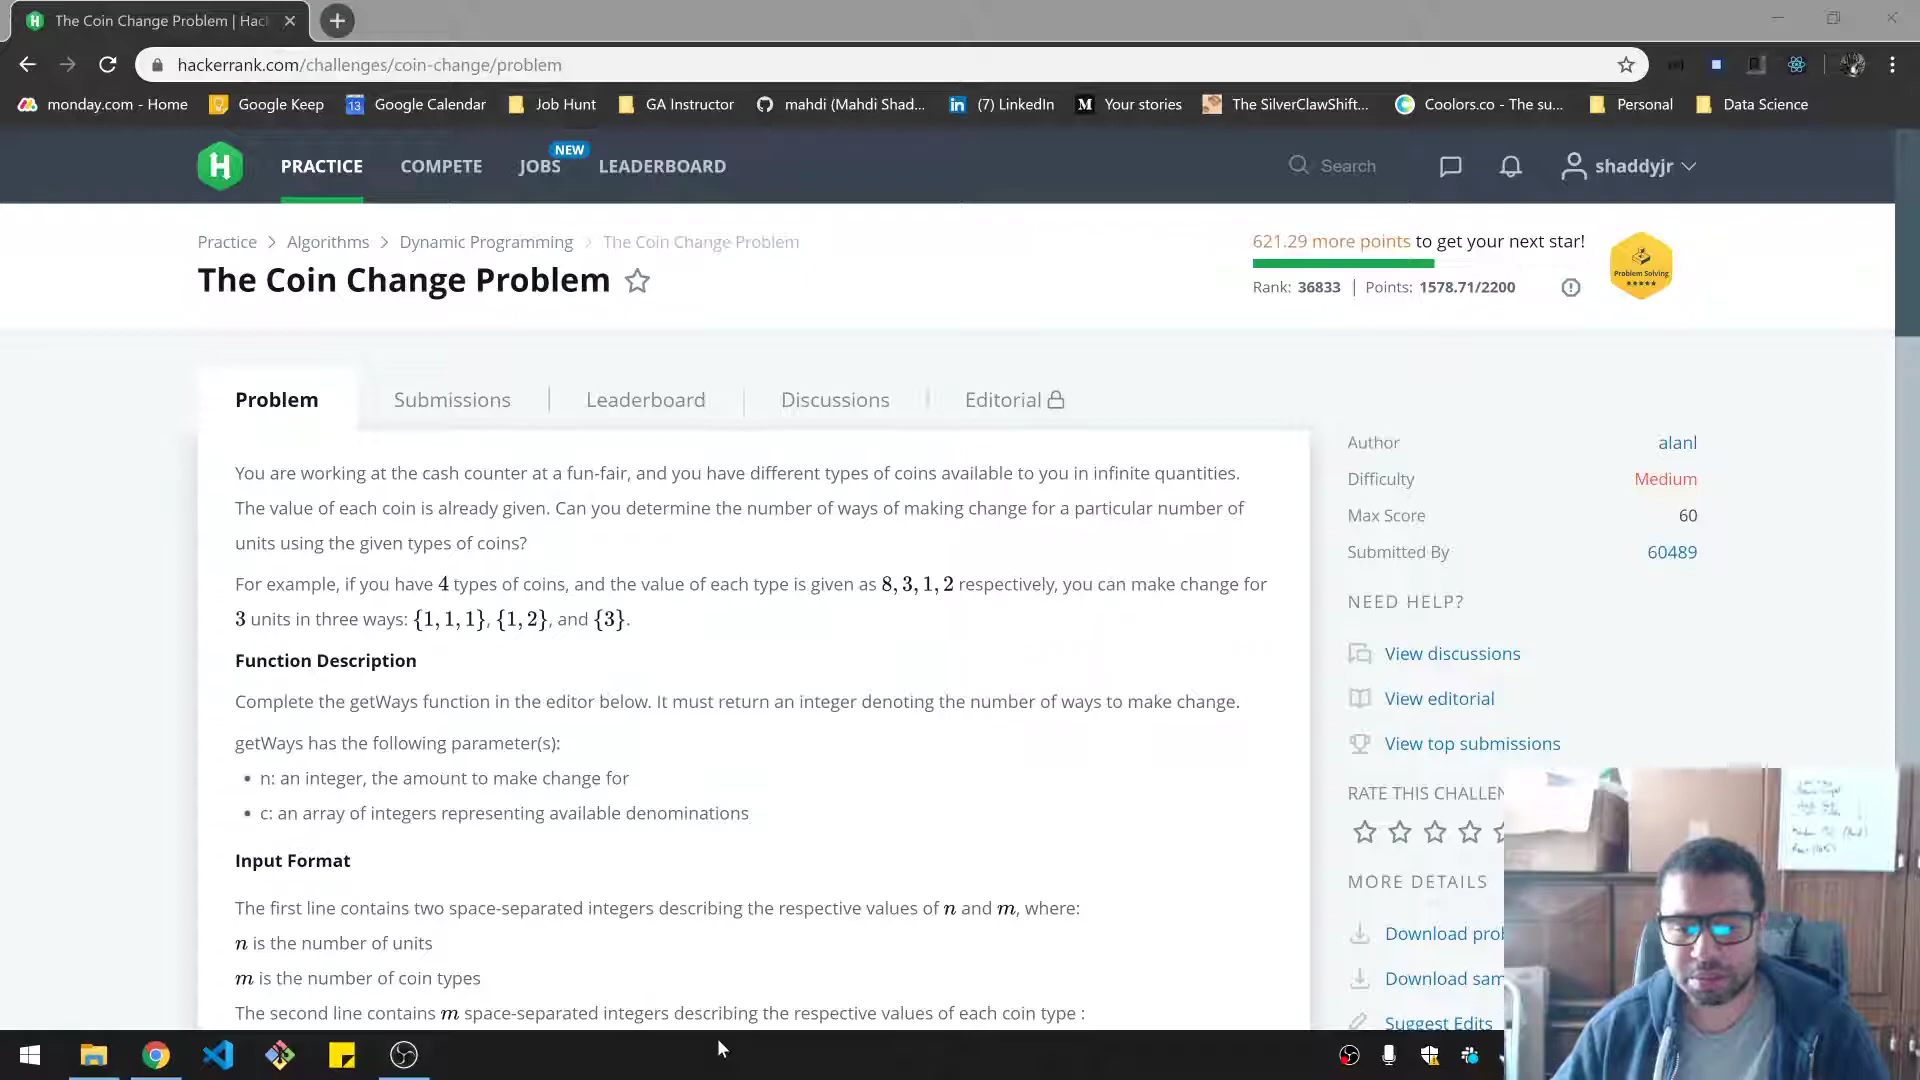 The Coin Change Problem | Hac
hackerrank.com/challenges/coin-change/problem
monday.com - Home
Google Keep
13
Google Calendar
Job Hunt
GA Instructor
mahdi (Mahdi Shad...
in
(7) LinkedIn
M
Your stories
The SilverClawShift...
Coolors.co - The su...
Personal
Data Science
H
PRACTICE
COMPETE
JOBS
NEW
LEADERBOARD
Search
shaddyjr
Practice > Algorithms > Dynamic Programming > The Coin Change Problem
The Coin Change Problem
621.29 more points to get your next star!
Rank: 36833 | Points: 1578.71/2200
Problem Solving
Problem
Submissions
Leaderboard
Discussions
Editorial
You are working at the cash counter at a fun-fair, and you have different types of coins available to you in infinite quantities.
The value of each coin is already given. Can you determine the number of ways of making change for a particular number of
units using the given types of coins?
For example, if you have 4 types of coins, and the value of each type is given as 8, 3, 1, 2 respectively, you can make change for
3 units in three ways: {1, 1, 1}, {1, 2}, and {3}.
Function Description
Complete the getWays function in the editor below. It must return an integer denoting the number of ways to make change.
getWays has the following parameter(s):
• n: an integer, the amount to make change for
• c: an array of integers representing available denominations
Input Format
The first line contains two space-separated integers describing the respective values of n and m, where:
n is the number of units
m is the number of coin types
The second line contains m space-separated integers describing the respective values of each coin type :
Author alanl
Difficulty Medium
Max Score 60
Submitted By 60489
NEED HELP?
View discussions
View editorial
View top submissions
RATE THIS CHALLEN
MORE DETAILS
Download prob
Download sam
Suggest Edits